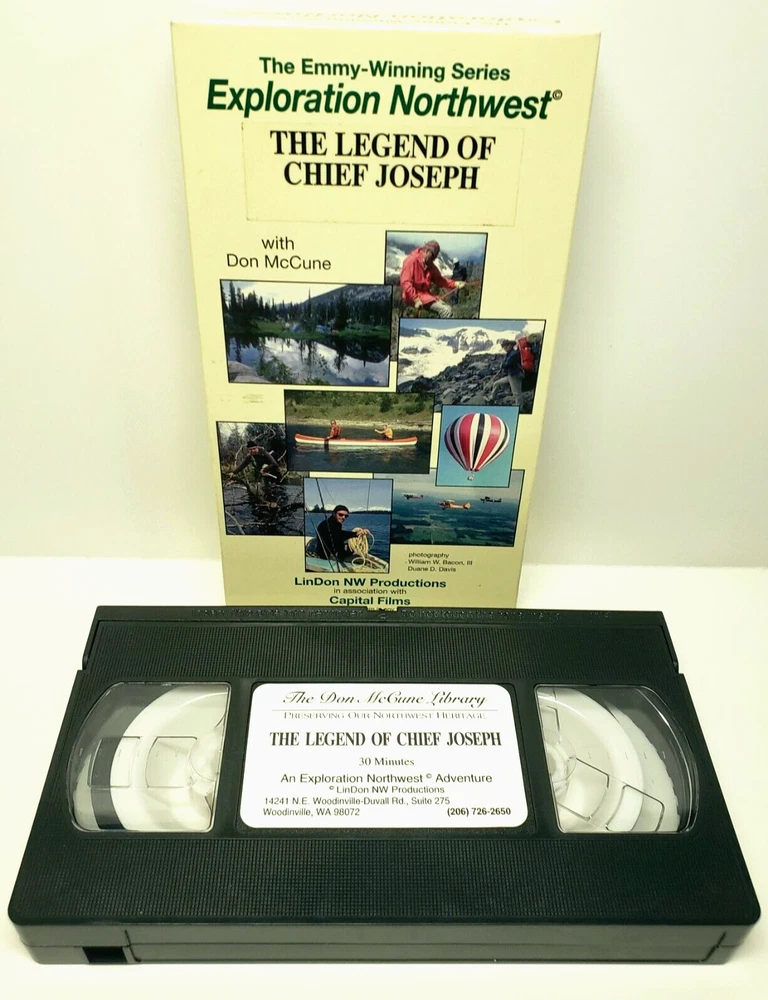 The Emmy-Winning Series
Exploration Northwest©
THE LEGEND OF
CHIEF JOSEPH
with
Don McCune
photography
William W. Bacon, III
Duane D. Davis
LinDon NW Productions
in association with
Capital Films
The Don McCune Library
PRESERVING OUR NORTHWEST HERITAGE
THE LEGEND OF CHIEF JOSEPH
30 Minutes
An Exploration Northwest © Adventure
© LinDon NW Productions
14241 N.E. Woodinville-Duvall Rd., Suite 275
Woodinville, WA 98072 (206) 726-2650